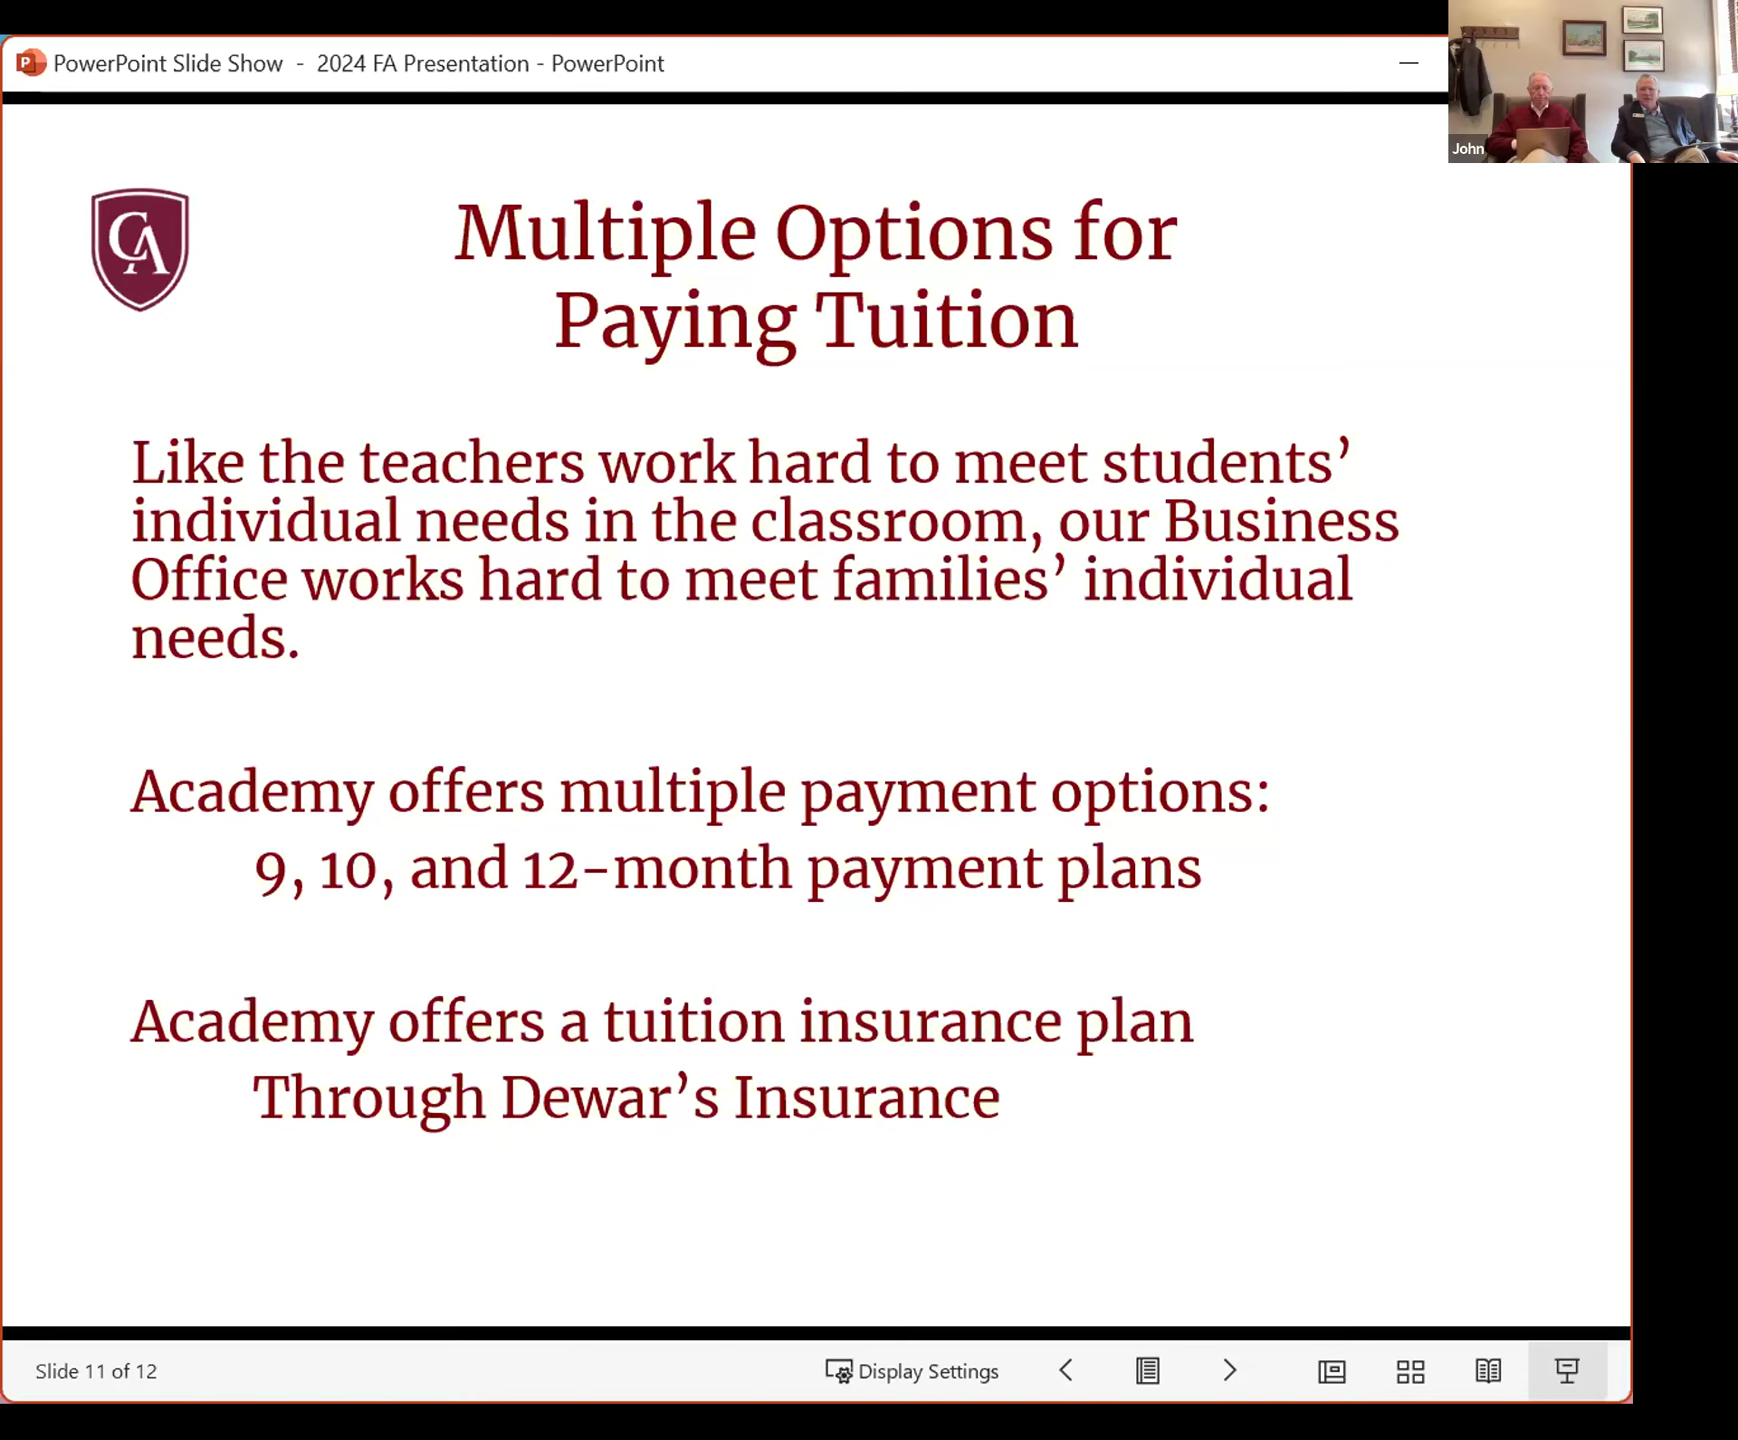 PowerPoint Slide Show - 2024 FA Presentation - PowerPoint
John
CA
Multiple Options for
Paying Tuition
Like the teachers work hard to meet students’
individual needs in the classroom, our Business
Office works hard to meet families’ individual
needs.
Academy offers multiple payment options:
9, 10, and 12-month payment plans
Academy offers a tuition insurance plan
Through Dewar’s Insurance
Slide 11 of 12
Display Settings